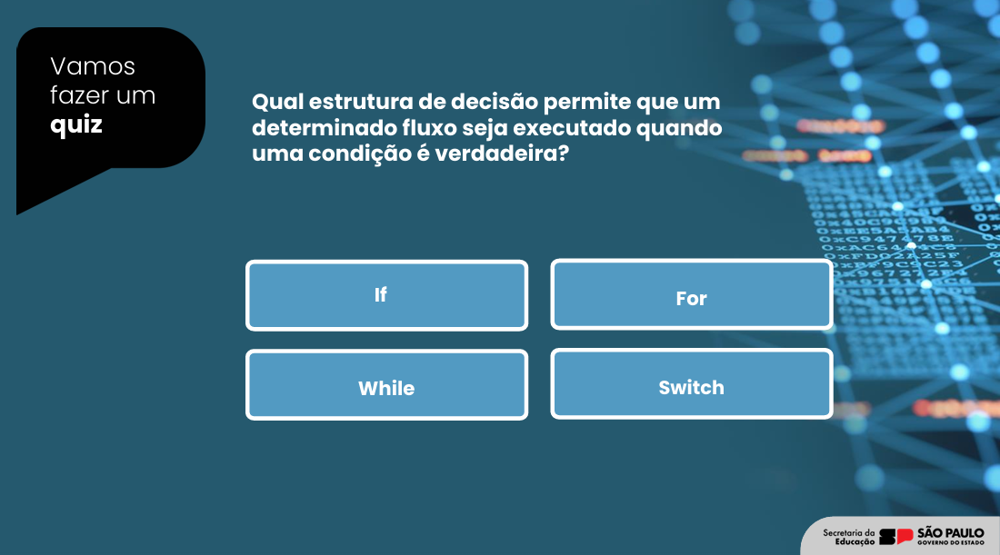 Vamos
fazer um
quiz
Qual estrutura de decisão permite que um
determinado fluxo seja executado quando
uma condição é verdadeira?
If
For
While
Switch
Secretaria da
Educação
SÃO PAULO
GOVERNO DO ESTADO